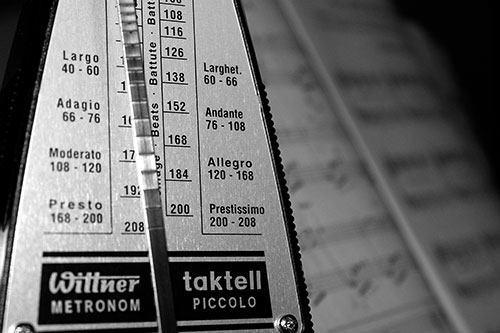 108
116
126
138
152
168
184
192
200
208
Largo
40 - 60
Adagio
66 - 76
Moderato
108 - 120
Presto
168 - 200
Larghet.
60 - 66
Andante
76 - 108
Allegro
120 - 168
Prestissimo
200 - 208
Beats · Battute · Battute
Wittner
METRONOM
taktell
PICCOLO